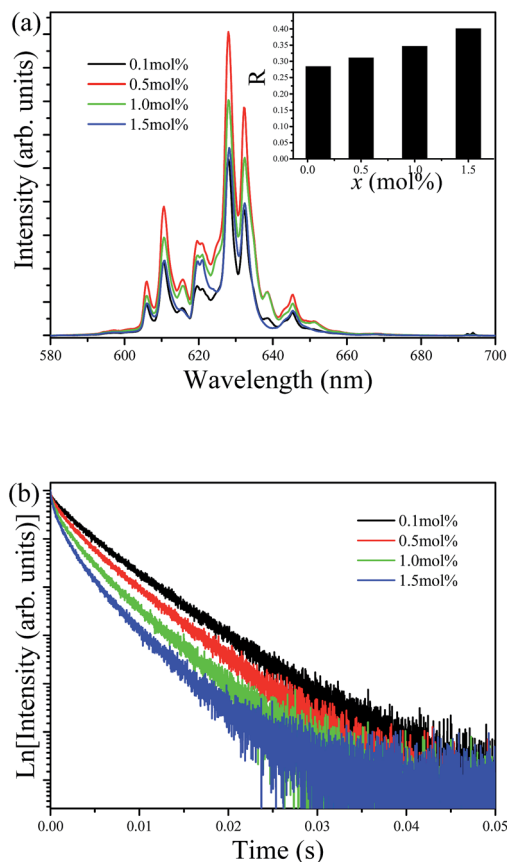 (a)
0.1mol%
0.5mol%
1.0mol%
1.5mol%
Intensity (arb. units)
580 600 620 640 660 680 700
Wavelength (nm)
R
0.40
0.35
0.30
0.25
0.20
0.15
0.10
0.05
0.00
0.0 0.5 1.0 1.5
x (mol%)
(b)
0.1mol%
0.5mol%
1.0mol%
1.5mol%
Ln[Intensity (arb. units)]
0.00 0.01 0.02 0.03 0.04 0.05
Time (s)